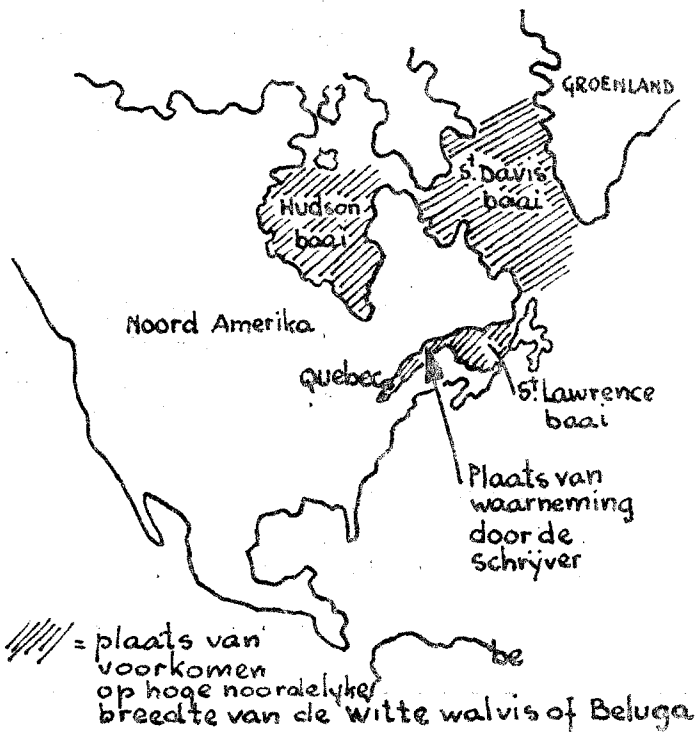 GROENLAND
St Davis
baai
Hudson
baai
Noord Amerika
Quebec
St Lawrence
baai
Plaats van
waarneming
door de
schrijver
= plaats van
voorkomen
op hoge noordelyke
be
breedte van de witte walvis of Beluga